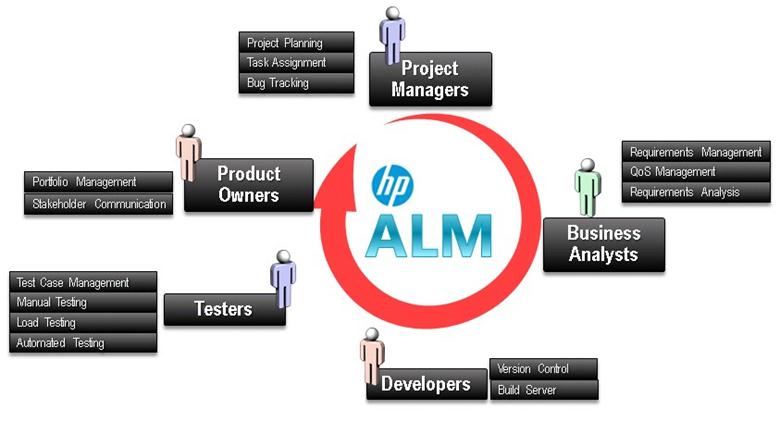 Project Planning
Task Assignment
Bug Tracking
Project
Managers
Product
Owners
Portfolio Management
Stakeholder Communication
Requirements Management
QoS Management
Requirements Analysis
Business
Analysts
hp
ALM
Test Case Management
Manual Testing
Load Testing
Automated Testing
Testers
Developers
Version Control
Build Server